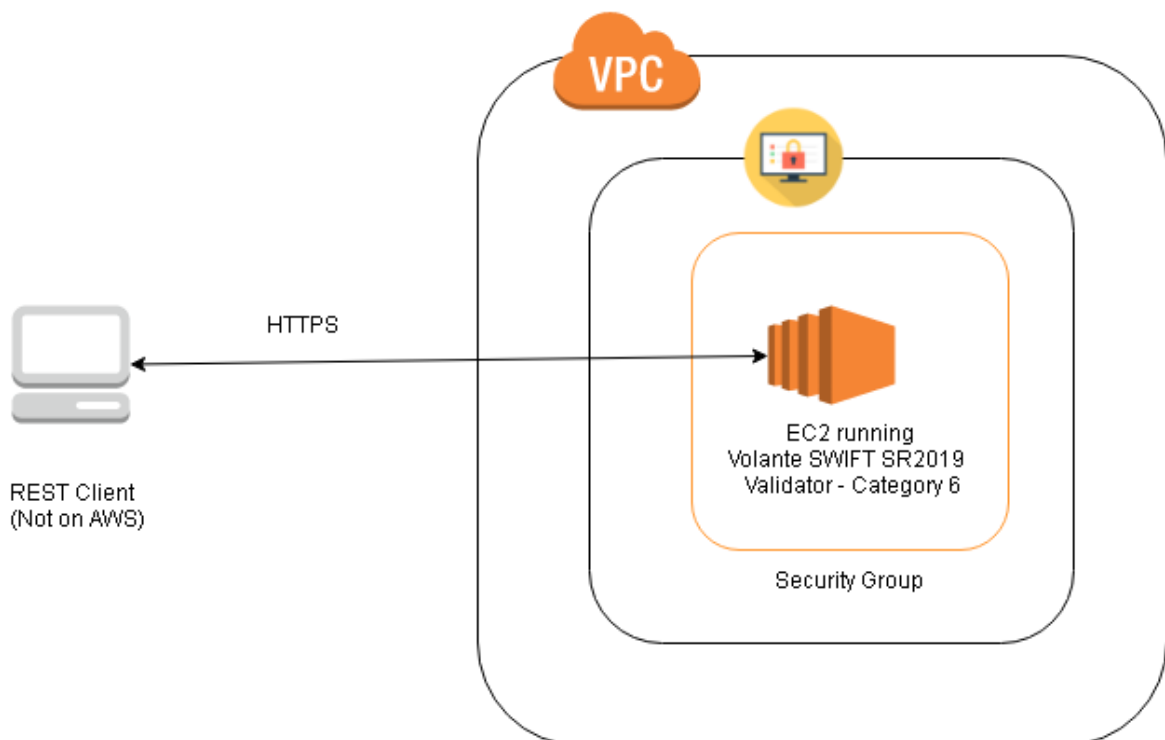 VPC
HTTPS
REST Client
(Not on AWS)
EC2 running
Volante SWIFT SR2019
Validator - Category 6
Security Group